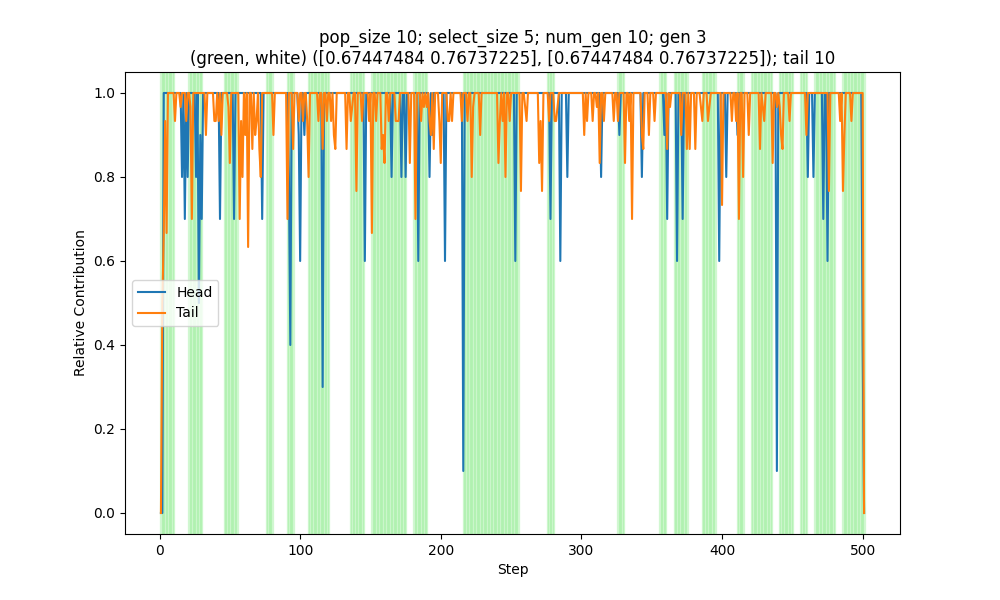 pop_size 10; select_size 5; num_gen 10; gen 3
(green, white) ([0.67447484 0.76737225], [0.67447484 0.76737225]); tail 10
1.0
0.8
0.6
0.4
0.2
0.0
Relative Contribution
Head
Tail
0
100
200
300
400
500
Step